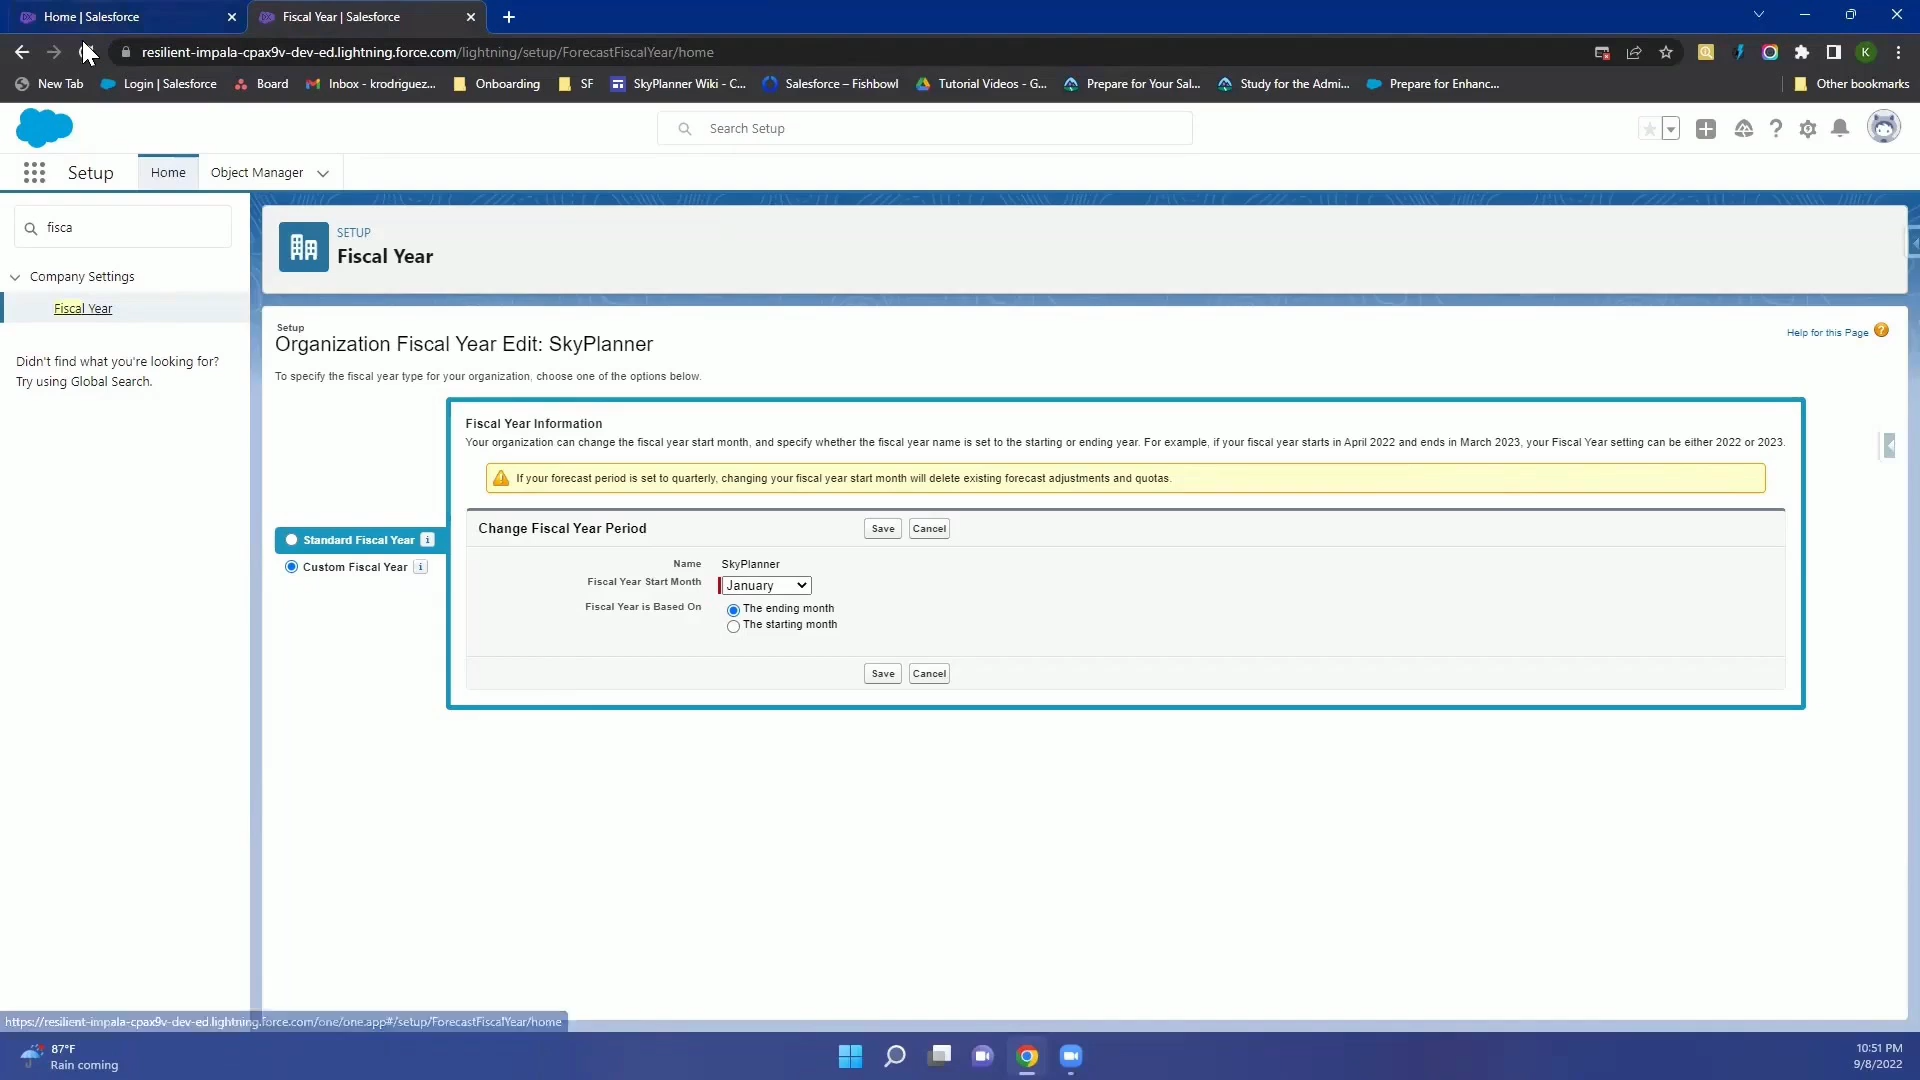 Home | Salesforce
Fiscal Year | Salesforce
resilient-impala-cpax9v-dev-ed.lightning.force.com/lightning/setup/ForecastFiscalYear/home
K
New Tab
Login | Salesforce
Board
Inbox - krodriguez...
Onboarding
SF
SkyPlanner Wiki - C...
Salesforce – Fishbowl
Tutorial Videos - G...
Prepare for Your Sal...
Study for the Admi...
Prepare for Enhanc...
Other bookmarks
Search Setup
Setup
Home
Object Manager
fisca
Company Settings
Fiscal Year
Didn't find what you're looking for?
Try using Global Search.
SETUP
Fiscal Year
Setup
Organization Fiscal Year Edit: SkyPlanner
Help for this Page
To specify the fiscal year type for your organization, choose one of the options below.
Standard Fiscal Year i
Custom Fiscal Year i
Fiscal Year Information
Your organization can change the fiscal year start month, and specify whether the fiscal year name is set to the starting or ending year. For example, if your fiscal year starts in April 2022 and ends in March 2023, your Fiscal Year setting can be either 2022 or 2023.
If your forecast period is set to quarterly, changing your fiscal year start month will delete existing forecast adjustments and quotas.
Change Fiscal Year Period
Save
Cancel
Name SkyPlanner
Fiscal Year Start Month January
Fiscal Year is Based On The ending month
The starting month
Save
Cancel
https://resilient-impala-cpax9v-dev-ed.lightning.force.com/one/one.app#/setup/ForecastFiscalYear/home
87°F
Rain coming
10:51 PM
9/8/2022